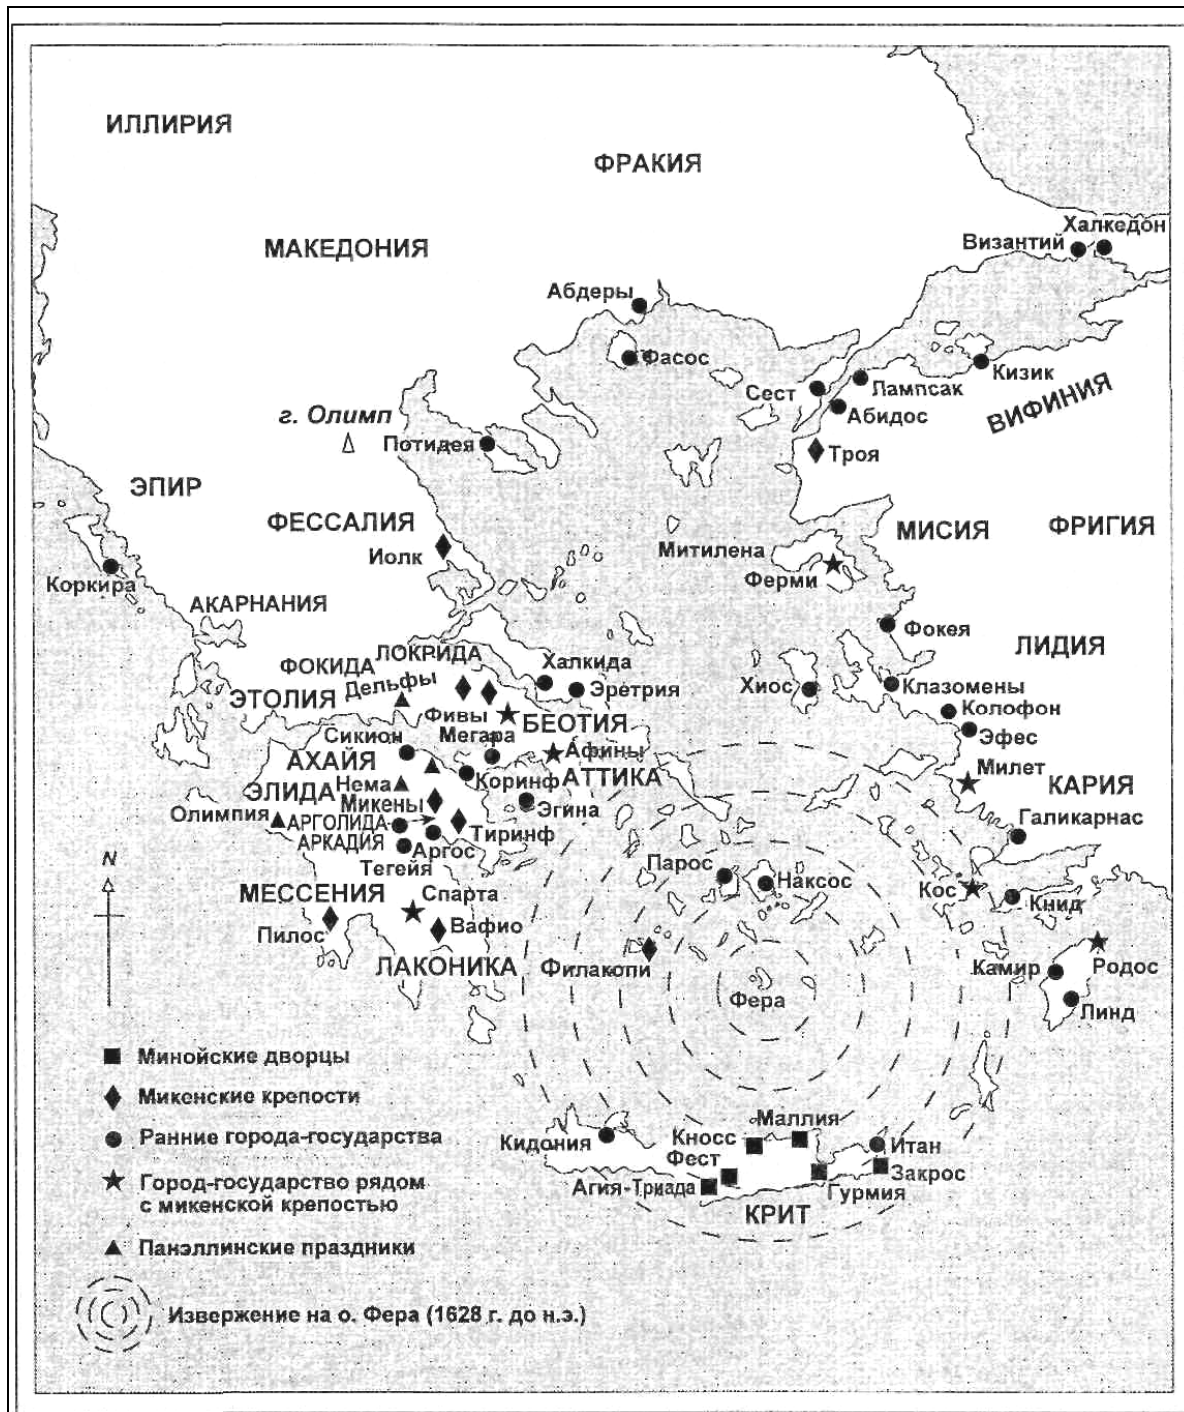 ИЛЛИРИЯ
ФРАКИЯ
Халкедон
Византий
МАКЕДОНИЯ
Абдеры
Фасос
Кизик
Сест
Лампсак
Абидос
ВИФИНИЯ
г. Олимп
Потидея
Троя
ЭПИР
ФЕССАЛИЯ
МИСИЯ
ФРИГИЯ
Иолк
Митилена
Ферми
Коркира
АКАРНАНИЯ
Фокея
ЛИДИЯ
ЛОКРИДА
ФОКИДА
Халкида
Дельфы
Эретрия
Хиос
Клазомены
ЭТОЛИЯ
Колофон
Фивы
БЕОТИЯ
Сикион
Мегара
Эфес
Афины
АХАЙЯ
Коринф
АТТИКА
Милет
КАРИЯ
Нема
ЭЛИДА
Микены
Эгина
Олимпия
АРГОЛИДА
Тиринф
Галикарнас
АРКАДИЯ
Аргос
N
Тегейя
Парос
Наксос
МЕССЕНИЯ
Спарта
Кос
Книд
Пилос
Вафио
ЛАКОНИКА
Филакопи
Камир
Родос
Фера
Линд
Минойские дворцы
Микенские крепости
Ранние города-государства
Город-государство рядом
с микенской крепостью
Панэллинские праздники
Извержение на о. Фера (1628 г. до н.э.)
Маллия
Кидония
Кносс
Итан
Фест
Закрос
Агия-Триада
Гурмия
КРИТ